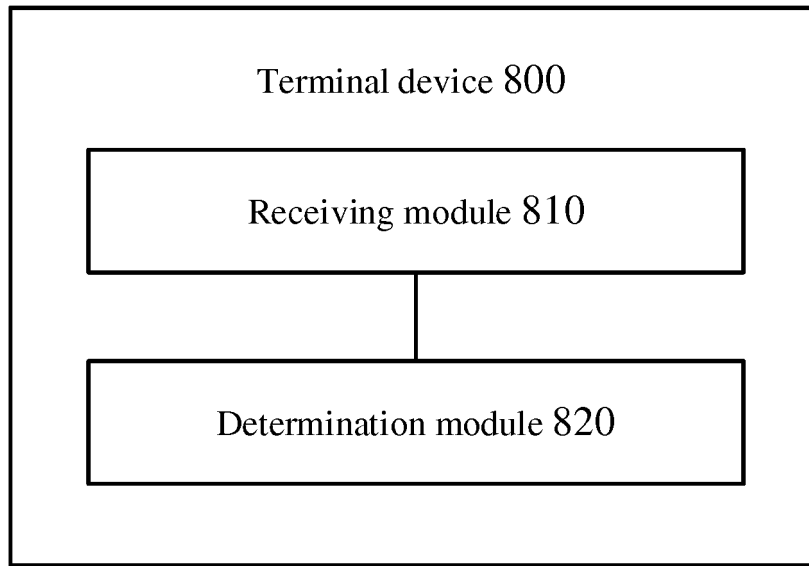 Terminal device 800
Receiving module 810
Determination module 820